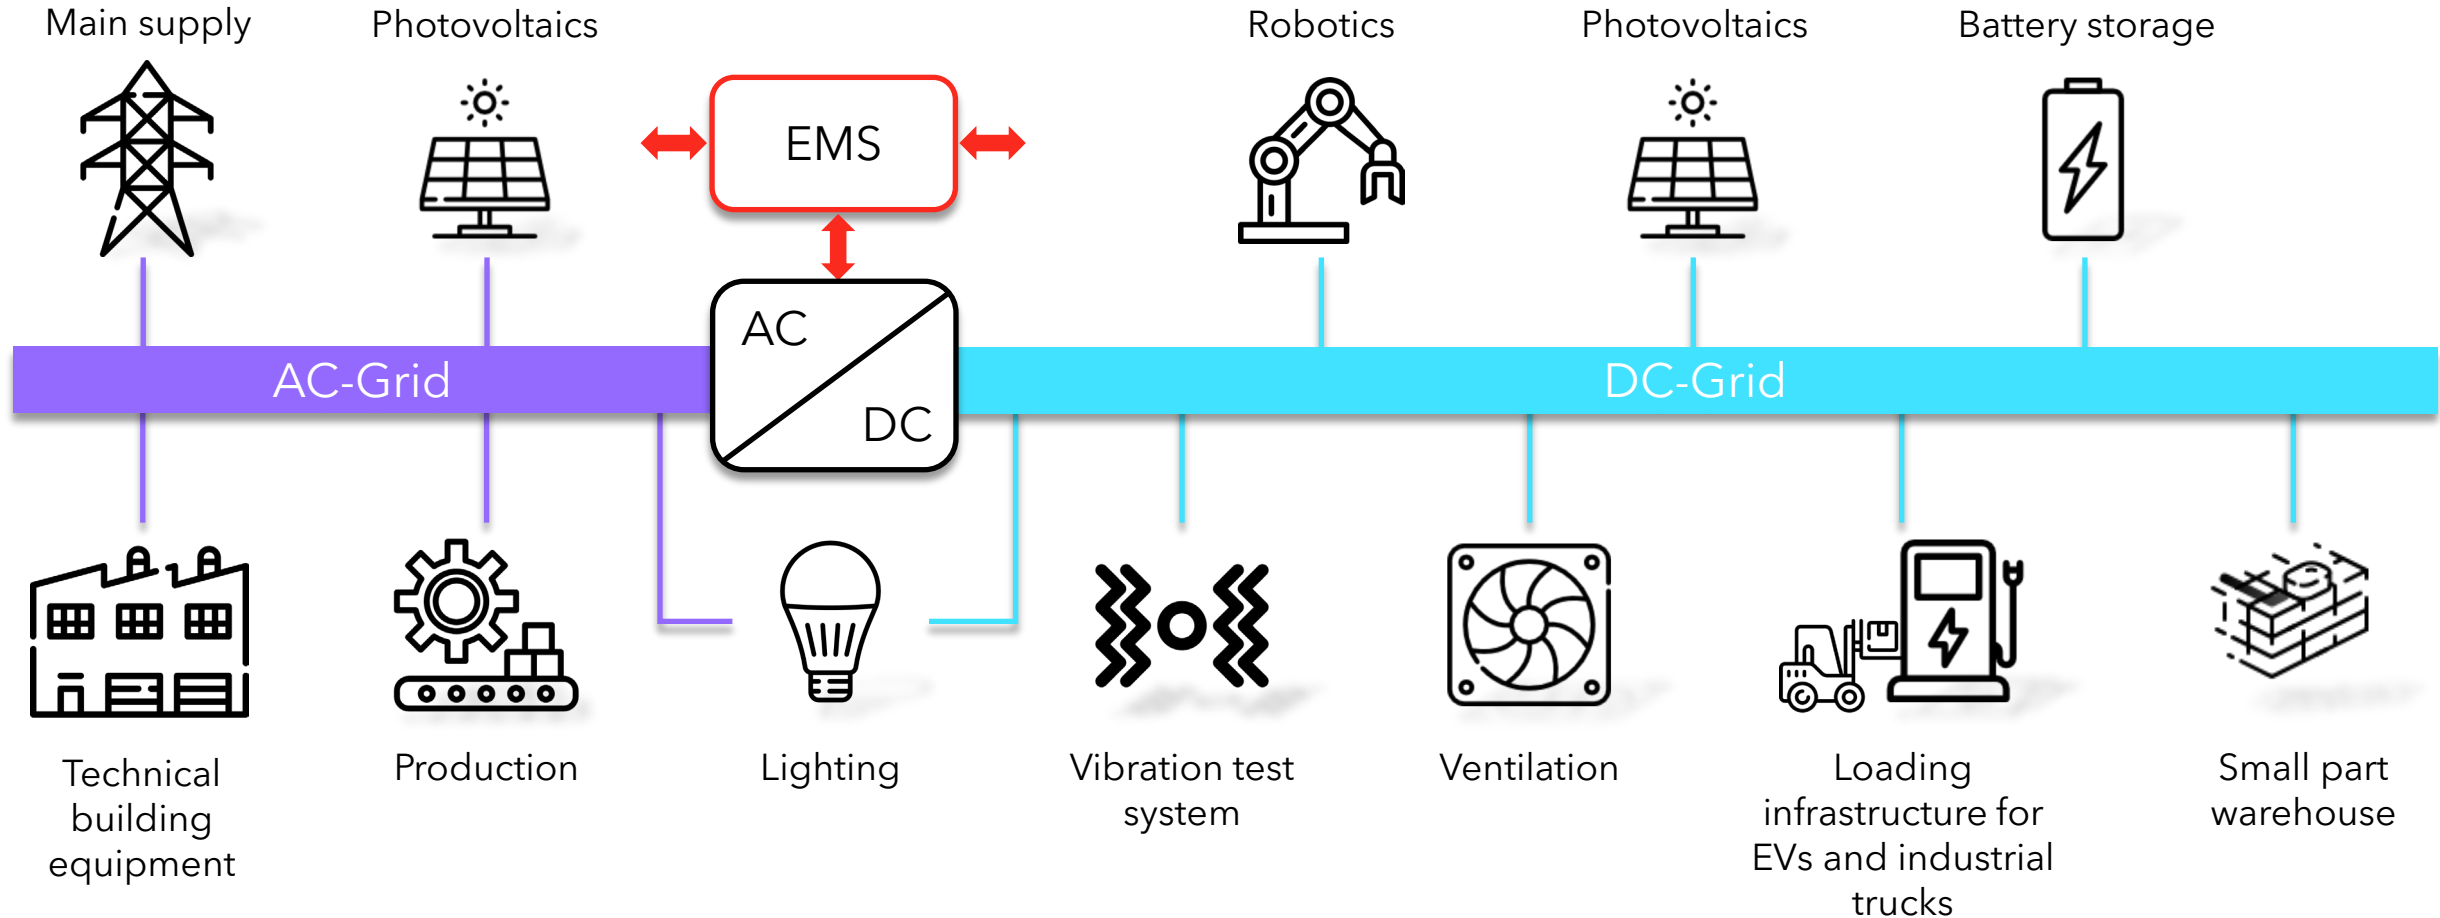 Main supply
Photovoltaics
Robotics
Photovoltaics
Battery storage
EMS
AC
DC
AC-Grid
DC-Grid
Technical
building
equipment
Production
Lighting
Vibration test
system
Ventilation
Loading
infrastructure for
EVs and industrial
trucks
Small part
warehouse